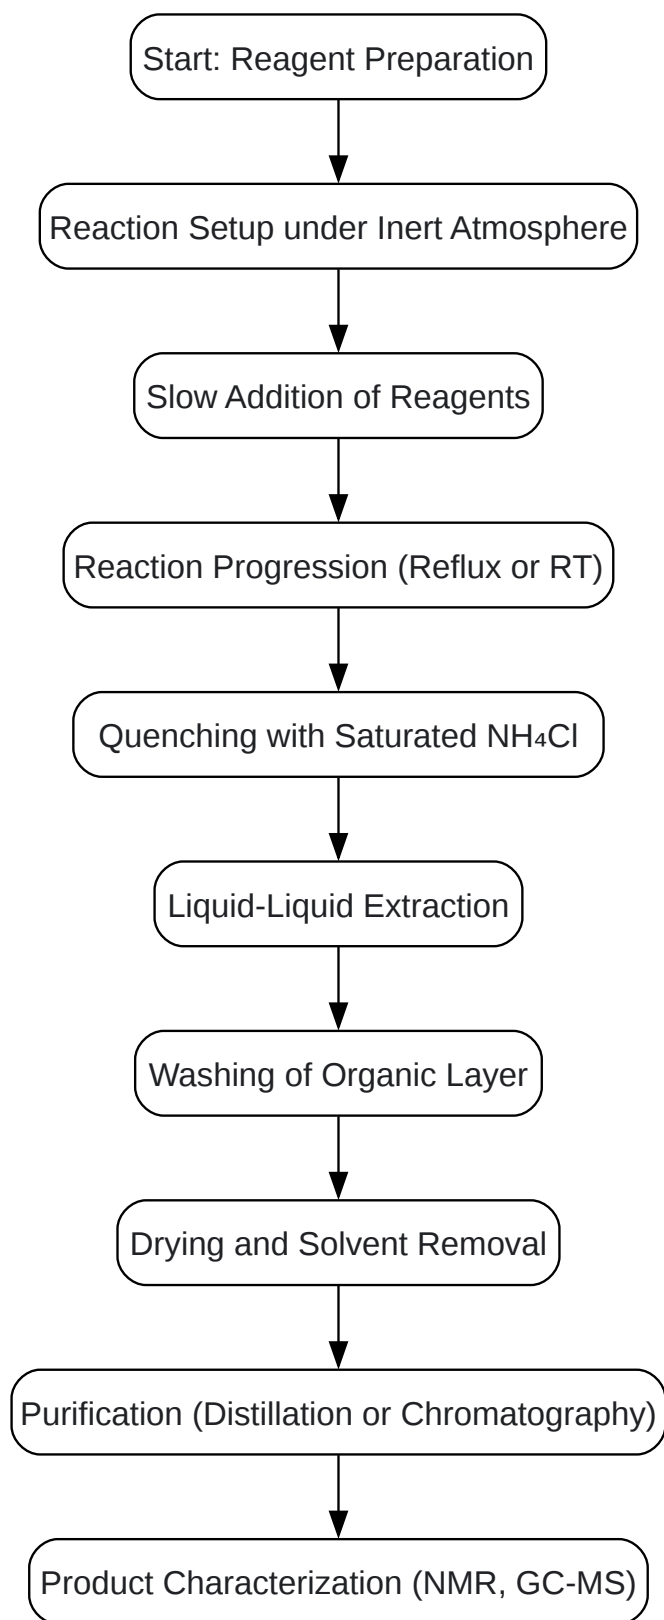 Start: Reagent Preparation
Reaction Setup under Inert Atmosphere
Slow Addition of Reagents
Reaction Progression (Reflux or RT)
Quenching with Saturated NH₄Cl
Liquid-Liquid Extraction
Washing of Organic Layer
Drying and Solvent Removal
Purification (Distillation or Chromatography)
Product Characterization (NMR, GC-MS)